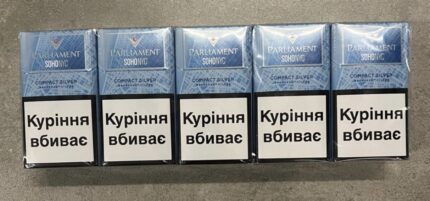 PARLIAMENT
SOHO NYC
COMPACT SILVER
Куріння
вбиває
PARLIAMENT
SOHO NYC
COMPACT SILVER
Куріння
вбиває
PARLIAMENT
SOHO NYC
COMPACT SILVER
Куріння
вбиває
PARLIAMENT
SOHO NYC
COMPACT SILVER
Куріння
вбиває
PARLIAMENT
SOHO NYC
COMPACT SILVER
Куріння
вбиває